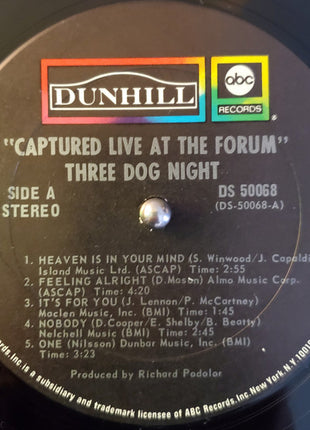 DUNHILL
abc
RECORDS
"CAPTURED LIVE AT THE FORUM"
THREE DOG NIGHT
SIDE A
STEREO
DS 50068
(DS-50068-A)
1. HEAVEN IS IN YOUR MIND (S. Winwood/J. Capaldi
Island Music Ltd. (ASCAP) Time: 2:55
2. FEELING ALRIGHT (D.Mason) Almo Music Corp.
(ASCAP) Time: 4:20
3. IT'S FOR YOU (J. Lennon/P. McCartney)
Maclen Music, Inc. (BMI) Time: 1:45
4. NOBODY (D.Cooper/E. Shelby/B. Beatty)
Nelchell Music (BMI) Time: 2:45
5. ONE (Nilsson) Dunbar Music, Inc. (BMI)
Time: 3:23
Produced by Richard Podolor
Inc. is a subsidiary and trademark licensee of ABC Records, Inc. New York, N.Y.